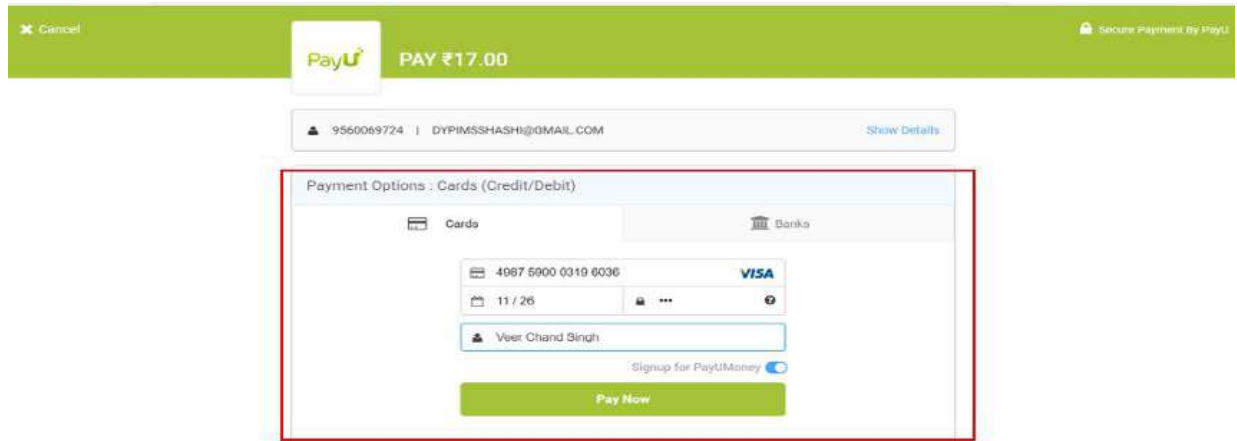 ✖ Cancel
Secure Payment by PayU
PayU PAY ₹17.00
9560069724 | DYPIMSSHASHI@GMAIL.COM Show Details
Payment Options : Cards (Credit/Debit)
Cards Banks
4987 5900 0319 6036 VISA
11 / 26 •••
Veer Chand Singh
Signup for PayUMoney
Pay Now